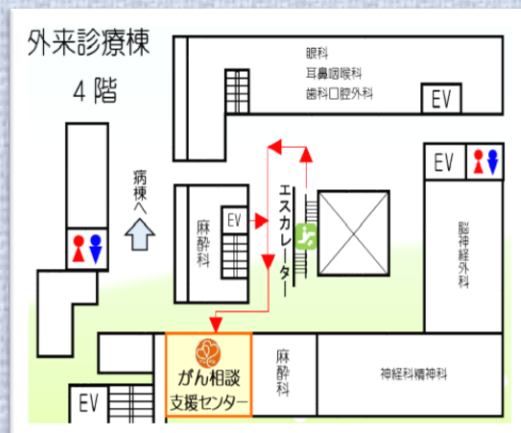 外来診療棟
4階
眼科
耳鼻咽喉科
歯科口腔外科
EV
EV
病棟へ
麻酔科
EV
エスカレーター
脳神経外科
がん相談
支援センター
麻酔科
神経科精神科
EV